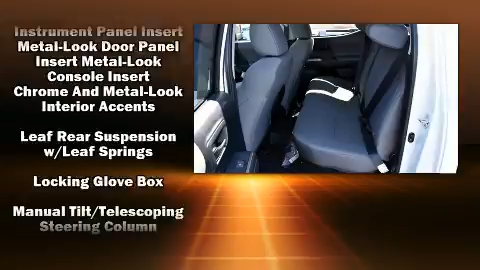 Instrument Panel Insert
Metal-Look Door Panel
Insert Metal-Look
Console Insert
Chrome And Metal-Look
Interior Accents
Leaf Rear Suspension
w/Leaf Springs
Locking Glove Box
Manual Tilt/Telescoping
Steering Column